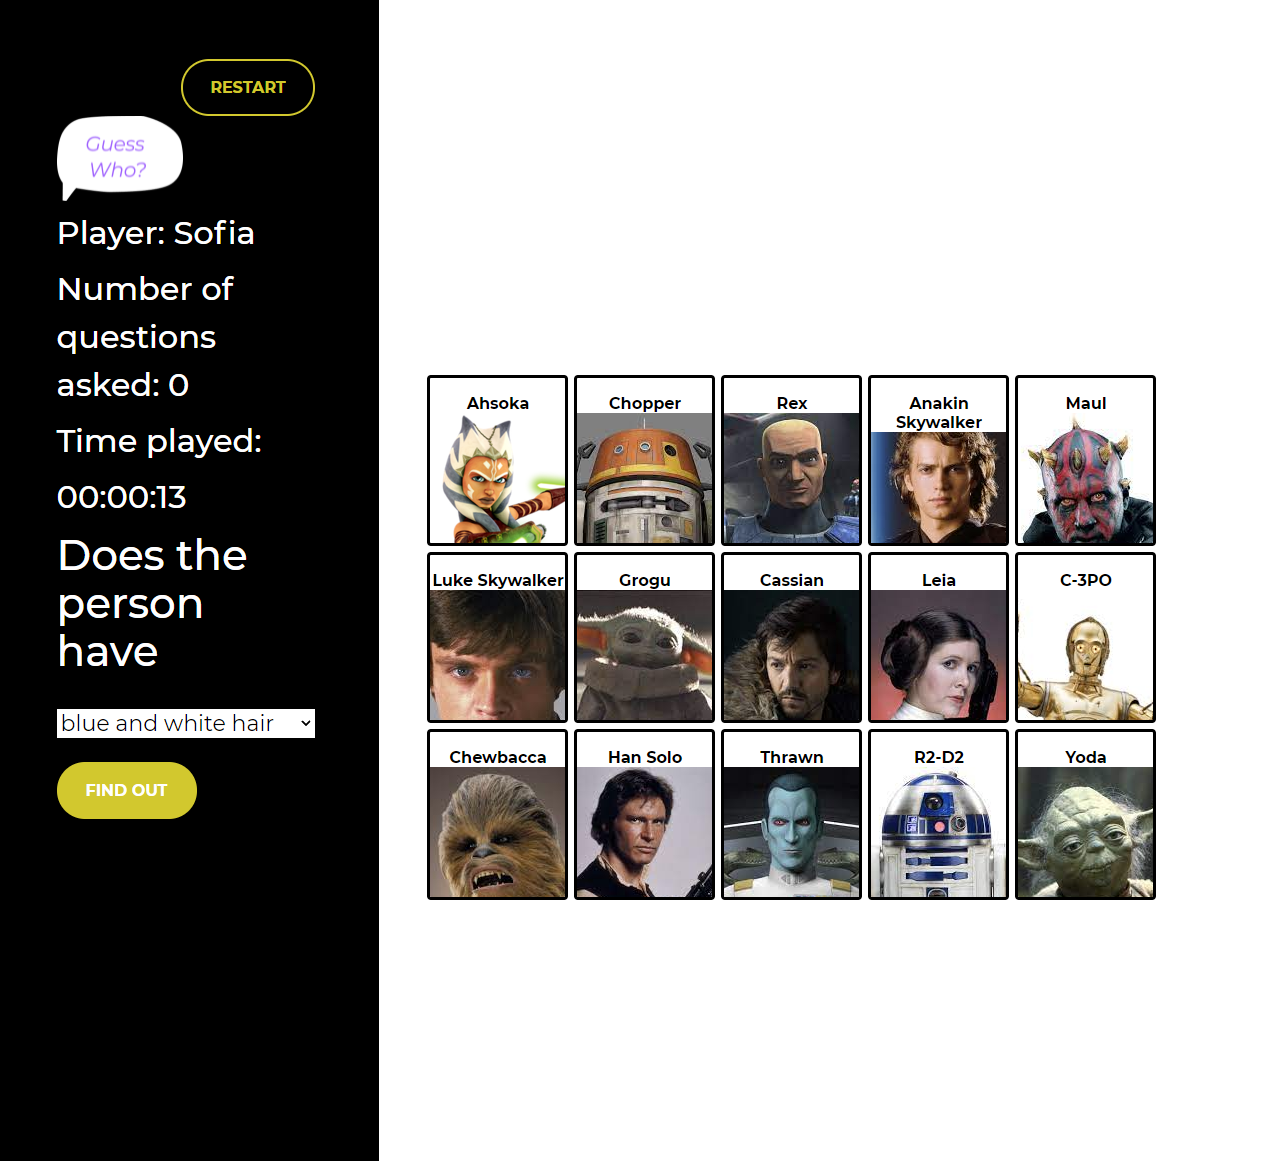 RESTART
Guess
Who?
Player: Sofia
Number of
questions
asked: 0
Time played:
00:00:13
Does the
person
have
blue and white hair
FIND OUT
Ahsoka
Chopper
Rex
Anakin
Skywalker
Maul
Luke Skywalker
Grogu
Cassian
Leia
C-3PO
Chewbacca
Han Solo
Thrawn
R2-D2
Yoda